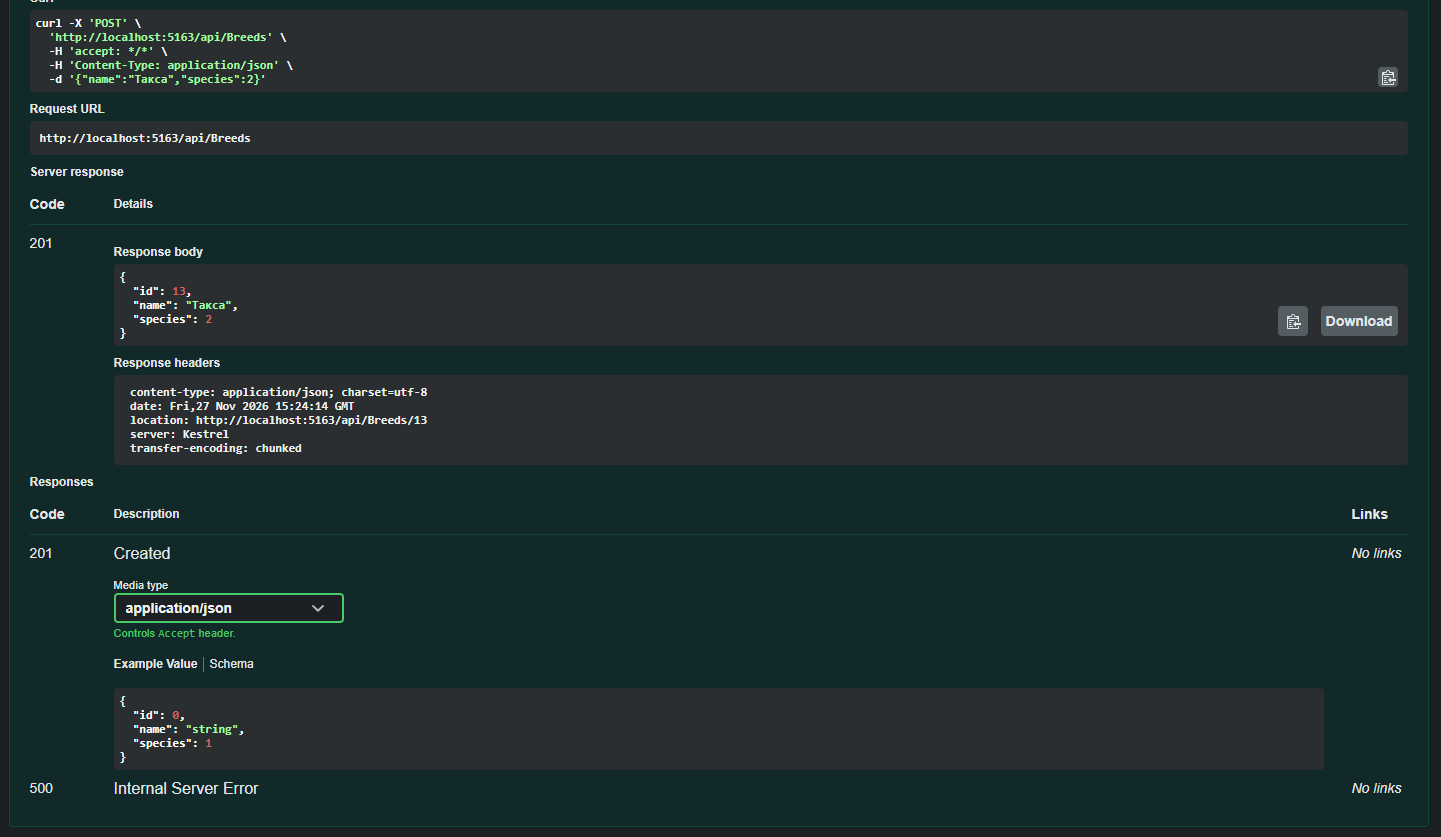 curl -X 'POST' \
'http://localhost:5163/api/Breeds' \
-H 'accept: */*' \
-H 'Content-Type: application/json' \
-d '{"name":"Такса","species":2}'
Request URL
http://localhost:5163/api/Breeds
Server response
Code Details
201
Response body
{
"id": 13,
"name": "Такса",
"species": 2
}
Download
Response headers
content-type: application/json; charset=utf-8
date: Fri,27 Nov 2026 15:24:14 GMT
location: http://localhost:5163/api/Breeds/13
server: Kestrel
transfer-encoding: chunked
Responses
Code Description Links
201 Created No links
Media type
application/json
Controls Accept header.
Example Value Schema
{
"id": 0,
"name": "string",
"species": 1
}
500 Internal Server Error No links